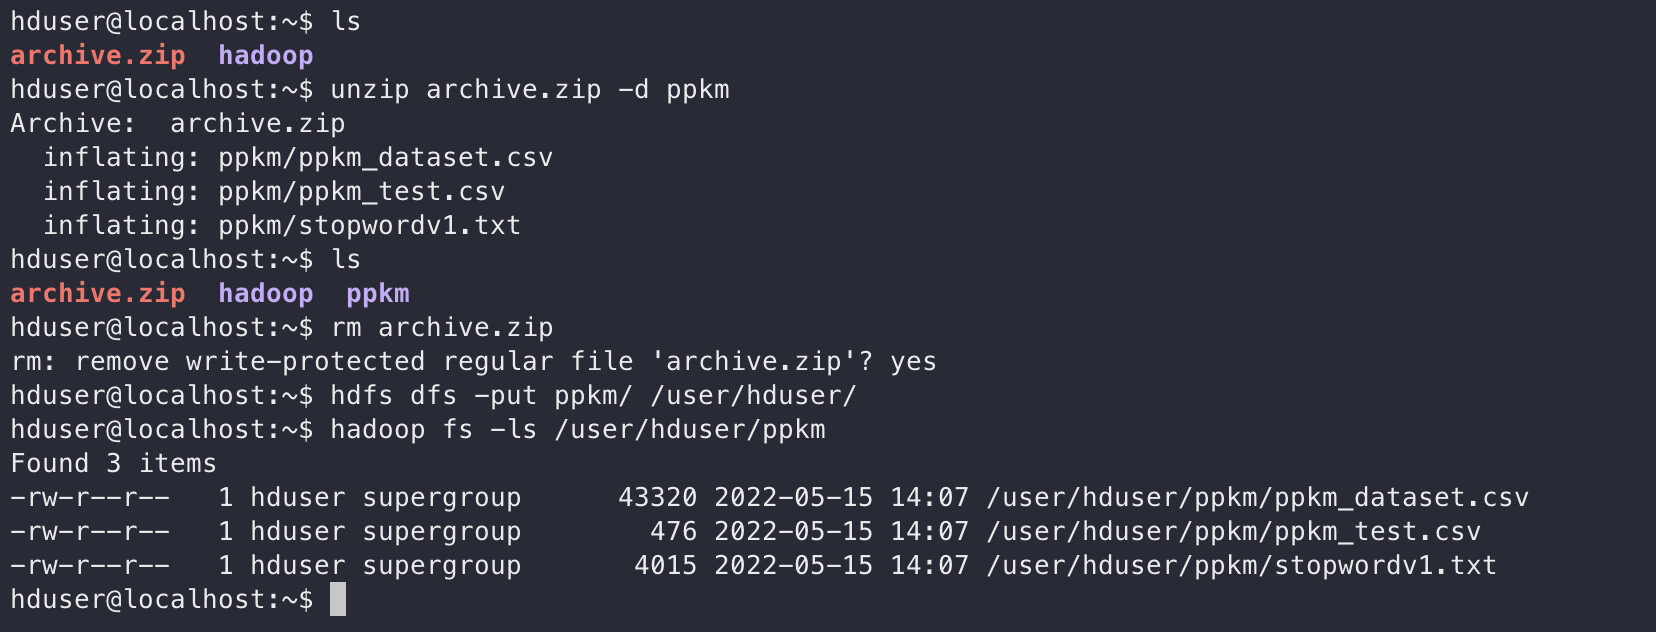 hduser@localhost:~$ ls
archive.zip  hadoop
hduser@localhost:~$ unzip archive.zip -d ppkm
Archive:  archive.zip
  inflating: ppkm/ppkm_dataset.csv
  inflating: ppkm/ppkm_test.csv
  inflating: ppkm/stopwordv1.txt
hduser@localhost:~$ ls
archive.zip  hadoop  ppkm
hduser@localhost:~$ rm archive.zip
rm: remove write-protected regular file 'archive.zip'? yes
hduser@localhost:~$ hdfs dfs -put ppkm/ /user/hduser/
hduser@localhost:~$ hadoop fs -ls /user/hduser/ppkm
Found 3 items
-rw-r--r--   1 hduser supergroup      43320 2022-05-15 14:07 /user/hduser/ppkm/ppkm_dataset.csv
-rw-r--r--   1 hduser supergroup        476 2022-05-15 14:07 /user/hduser/ppkm/ppkm_test.csv
-rw-r--r--   1 hduser supergroup       4015 2022-05-15 14:07 /user/hduser/ppkm/stopwordv1.txt
hduser@localhost:~$